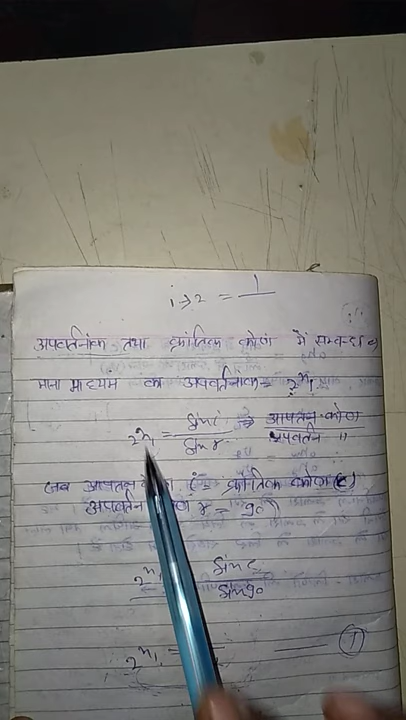 i → 2 = 1
अपवर्तनांक तथा क्रांतिक कोण में सम्बन्ध
माना माध्यम का अपवर्तनांक = ₂n₁
₂n₁ = sin i / sin r ⇒ आपतन कोण / अपवर्तन "
जब आपतन i = क्रांतिक कोण (c)
अपवर्तन r = 90°
₂n₁ sin c / sin 90
₂n₁ = ①